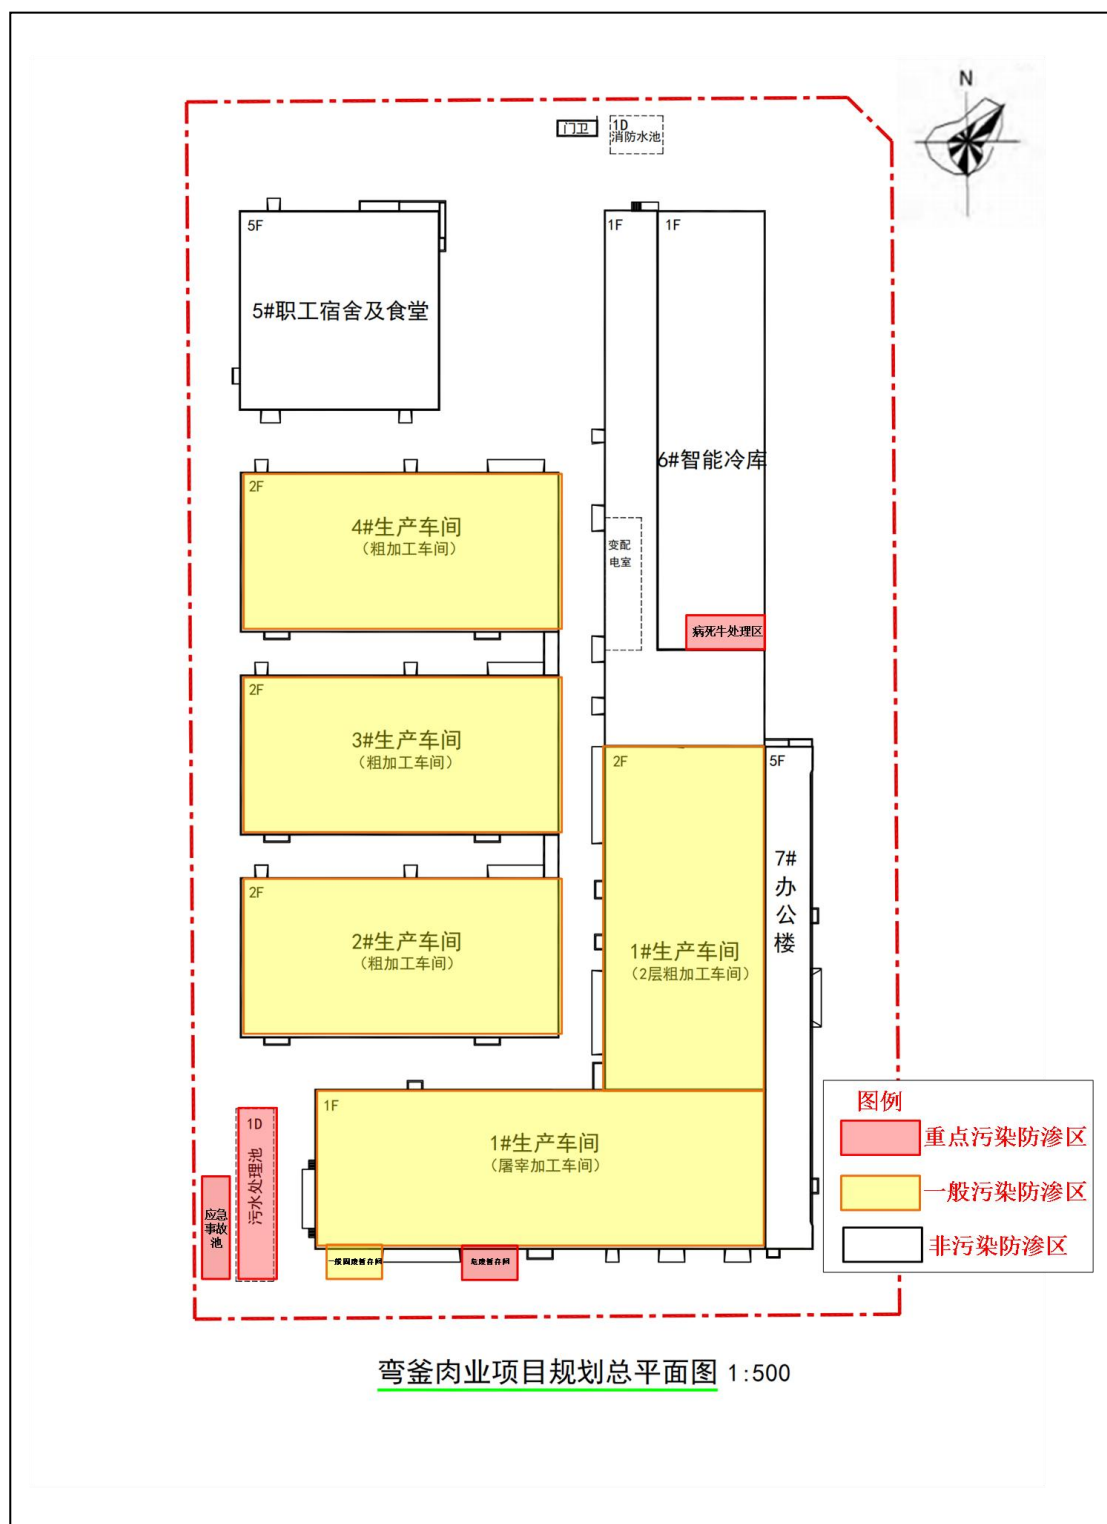 N
门卫
1D
消防水池
5F
1F
1F
5#职工宿舍及食堂
6#智能冷库
2F
4#生产车间
（粗加工车间）
变配
电室
病死牛处理区
2F
3#生产车间
（粗加工车间）
2F
5F
7#
办
公
楼
2F
2#生产车间
（粗加工车间）
1#生产车间
（2层粗加工车间）
1F
1#生产车间
（屠宰加工车间）
1D
污水处理池
应急
事故
池
一般固废暂存间
危废暂存间
图例
重点污染防渗区
一般污染防渗区
非污染防渗区
弯釜肉业项目规划总平面图 1:500